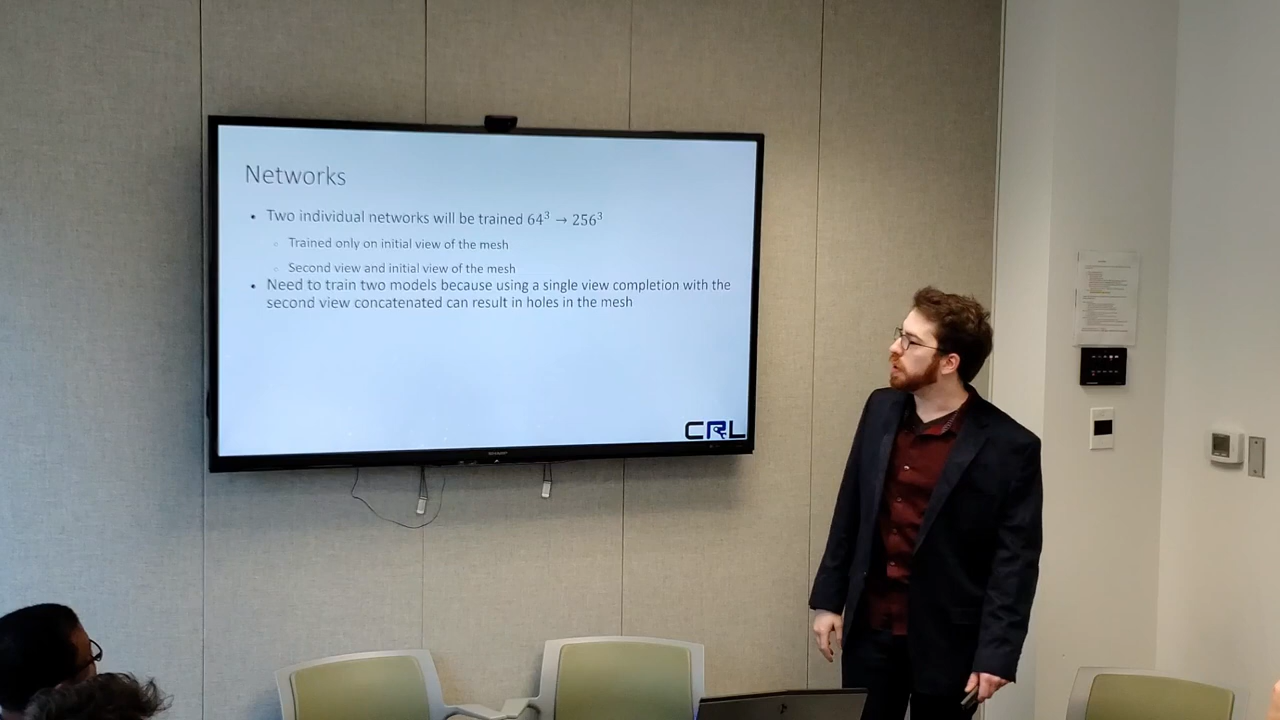 Networks
• Two individual networks will be trained 64³ → 256³
◦ Trained only on initial view of the mesh
◦ Second view and initial view of the mesh
• Need to train two models because using a single view completion with the
second view concatenated can result in holes in the mesh
CRL
SHARP